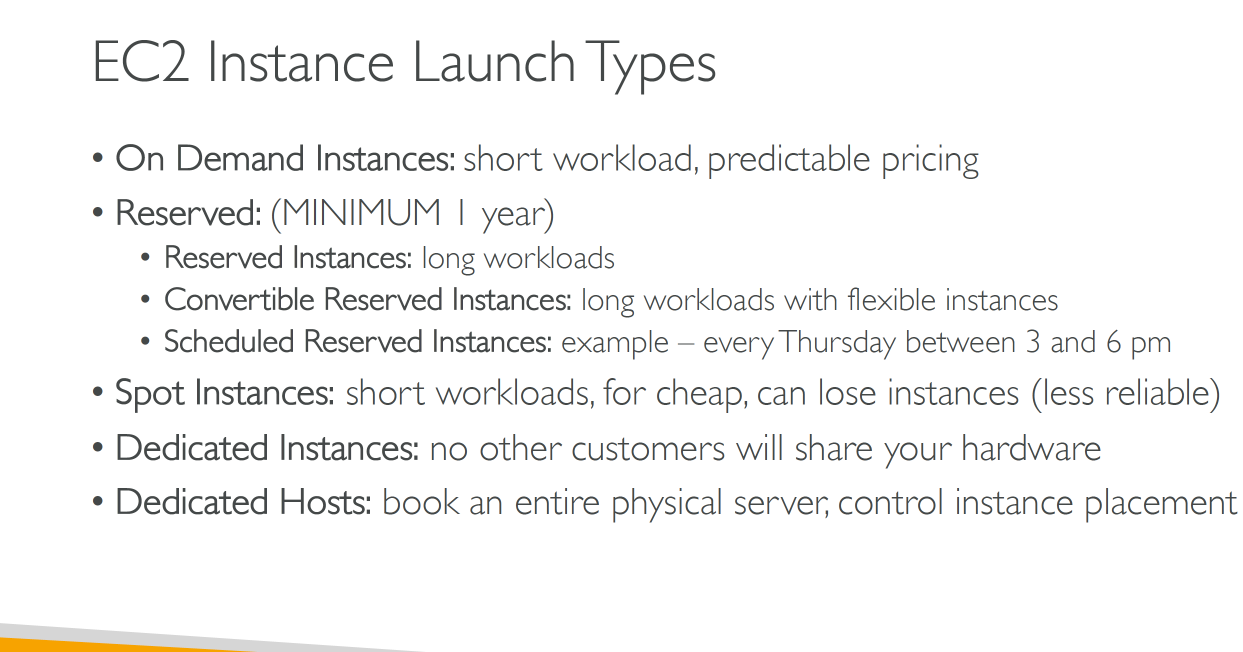 EC2 Instance Launch Types
• On Demand Instances: short workload, predictable pricing
• Reserved: (MINIMUM 1 year)
• Reserved Instances: long workloads
• Convertible Reserved Instances: long workloads with flexible instances
• Scheduled Reserved Instances: example – every Thursday between 3 and 6 pm
• Spot Instances: short workloads, for cheap, can lose instances (less reliable)
• Dedicated Instances: no other customers will share your hardware
• Dedicated Hosts: book an entire physical server, control instance placement